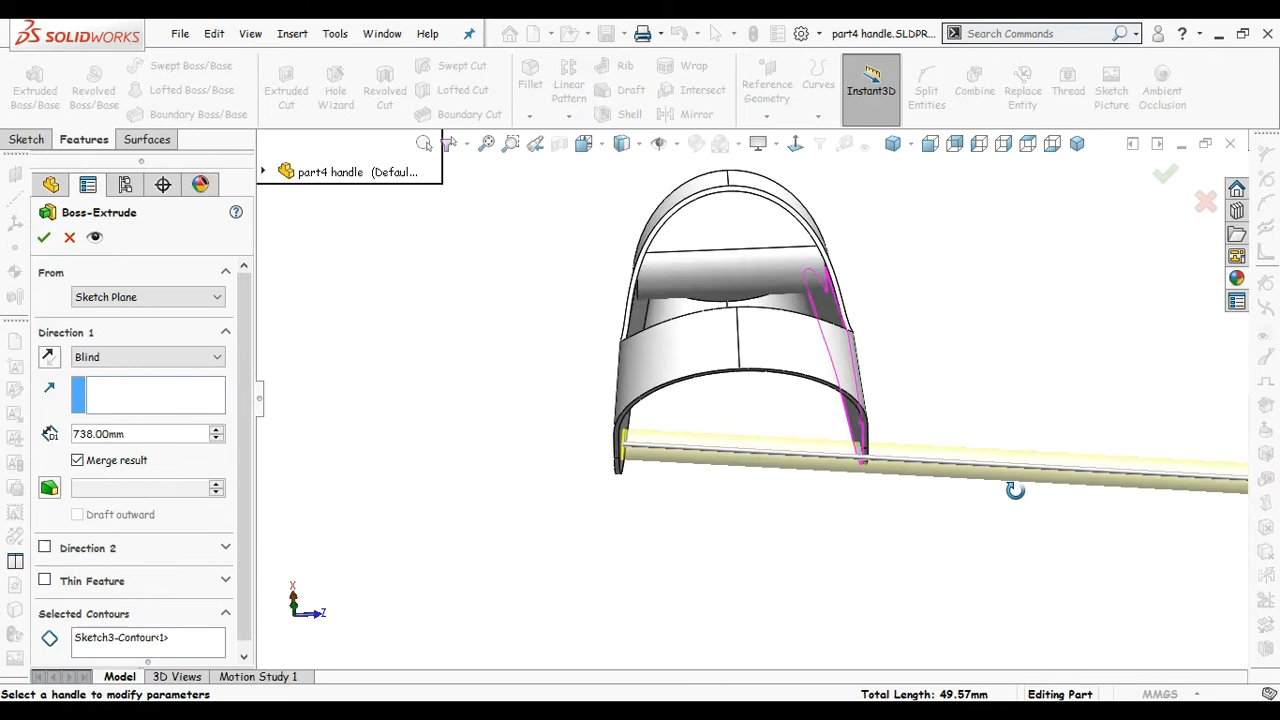 SOLIDWORKS File Edit View Insert Tools Window Help part4 handle.SLDPR... Search Commands ?
Extruded Boss/Base Revolved Boss/Base Swept Boss/Base Lofted Boss/Base Boundary Boss/Base Extruded Cut Hole Wizard Revolved Cut Swept Cut Lofted Cut Boundary Cut Fillet Linear Pattern Rib Draft Shell Wrap Intersect Mirror Reference Geometry Curves Instant3D Split Entities Combine Replace Entity Thread Sketch Picture Ambient Occlusion
Sketch Features Surfaces
part4 handle (Defaul...
Boss-Extrude ?
From
Sketch Plane
Direction 1
Blind
D1 738.00mm
Merge result
Draft outward
Direction 2
Thin Feature
Selected Contours
Sketch3-Contour<1>
X
Z
Model 3D Views Motion Study 1
Select a handle to modify parameters Total Length: 49.57mm Editing Part MMGS